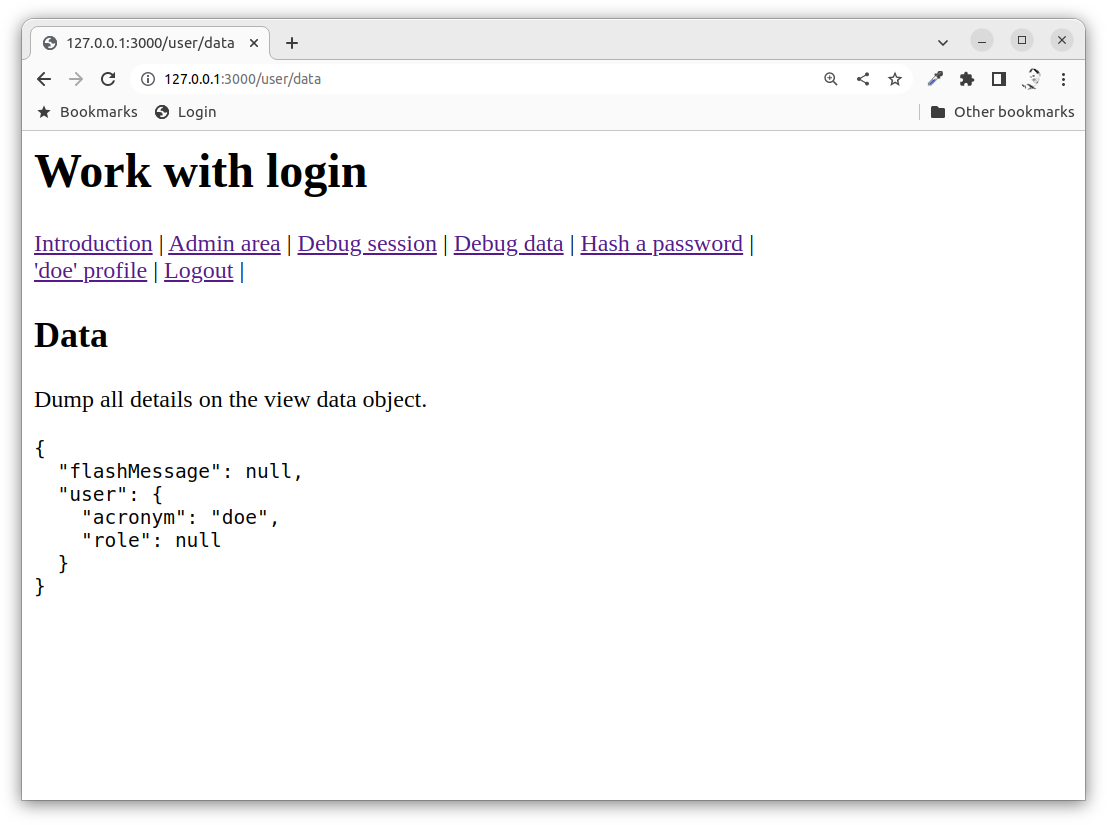 127.0.0.1:3000/user/data
127.0.0.1:3000/user/data
Bookmarks Login Other bookmarks
Work with login
Introduction | Admin area | Debug session | Debug data | Hash a password |
'doe' profile | Logout |
Data
Dump all details on the view data object.
{
  "flashMessage": null,
  "user": {
    "acronym": "doe",
    "role": null
  }
}